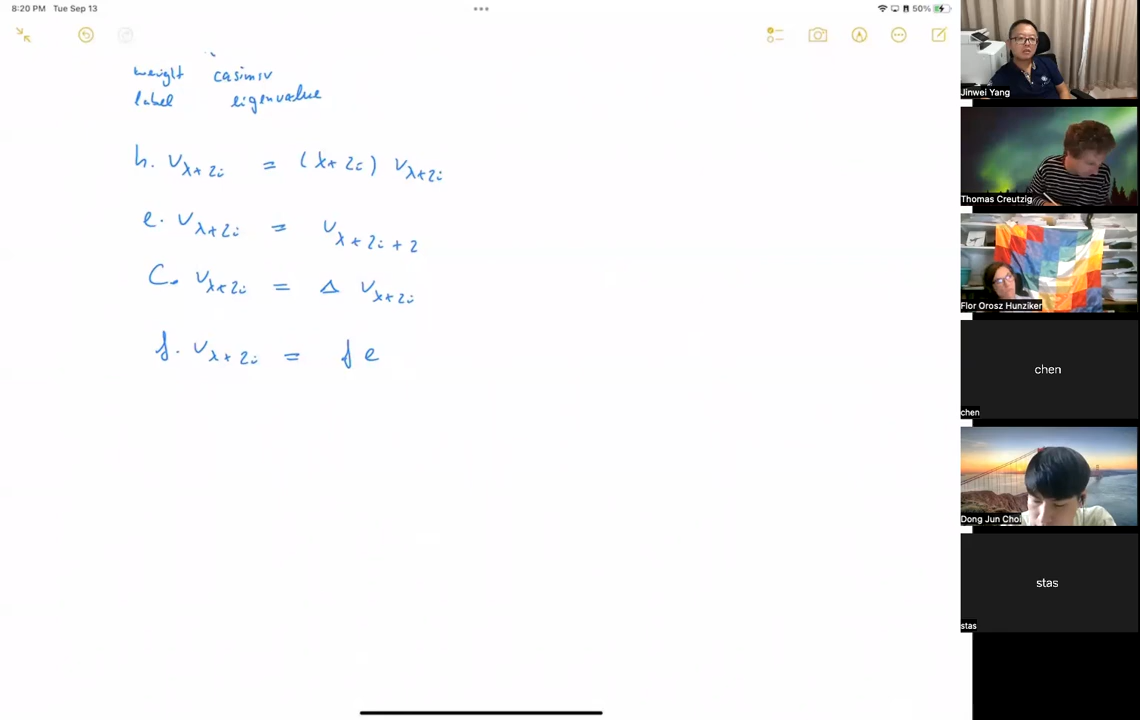 8:20 PM Tue Sep 13
50%
weight casimir
label eigenvalue
h. v_{λ+2i} = (λ+2i) v_{λ+2i}
e. v_{λ+2i} = v_{λ+2i+2}
C. v_{λ+2i} = Δ v_{λ+2i}
f. v_{λ+2i} = f e
Jinwei Yang
Thomas Creutzig
Flor Orosz Hunziker
chen
chen
Dong Jun Choi
stas
stas